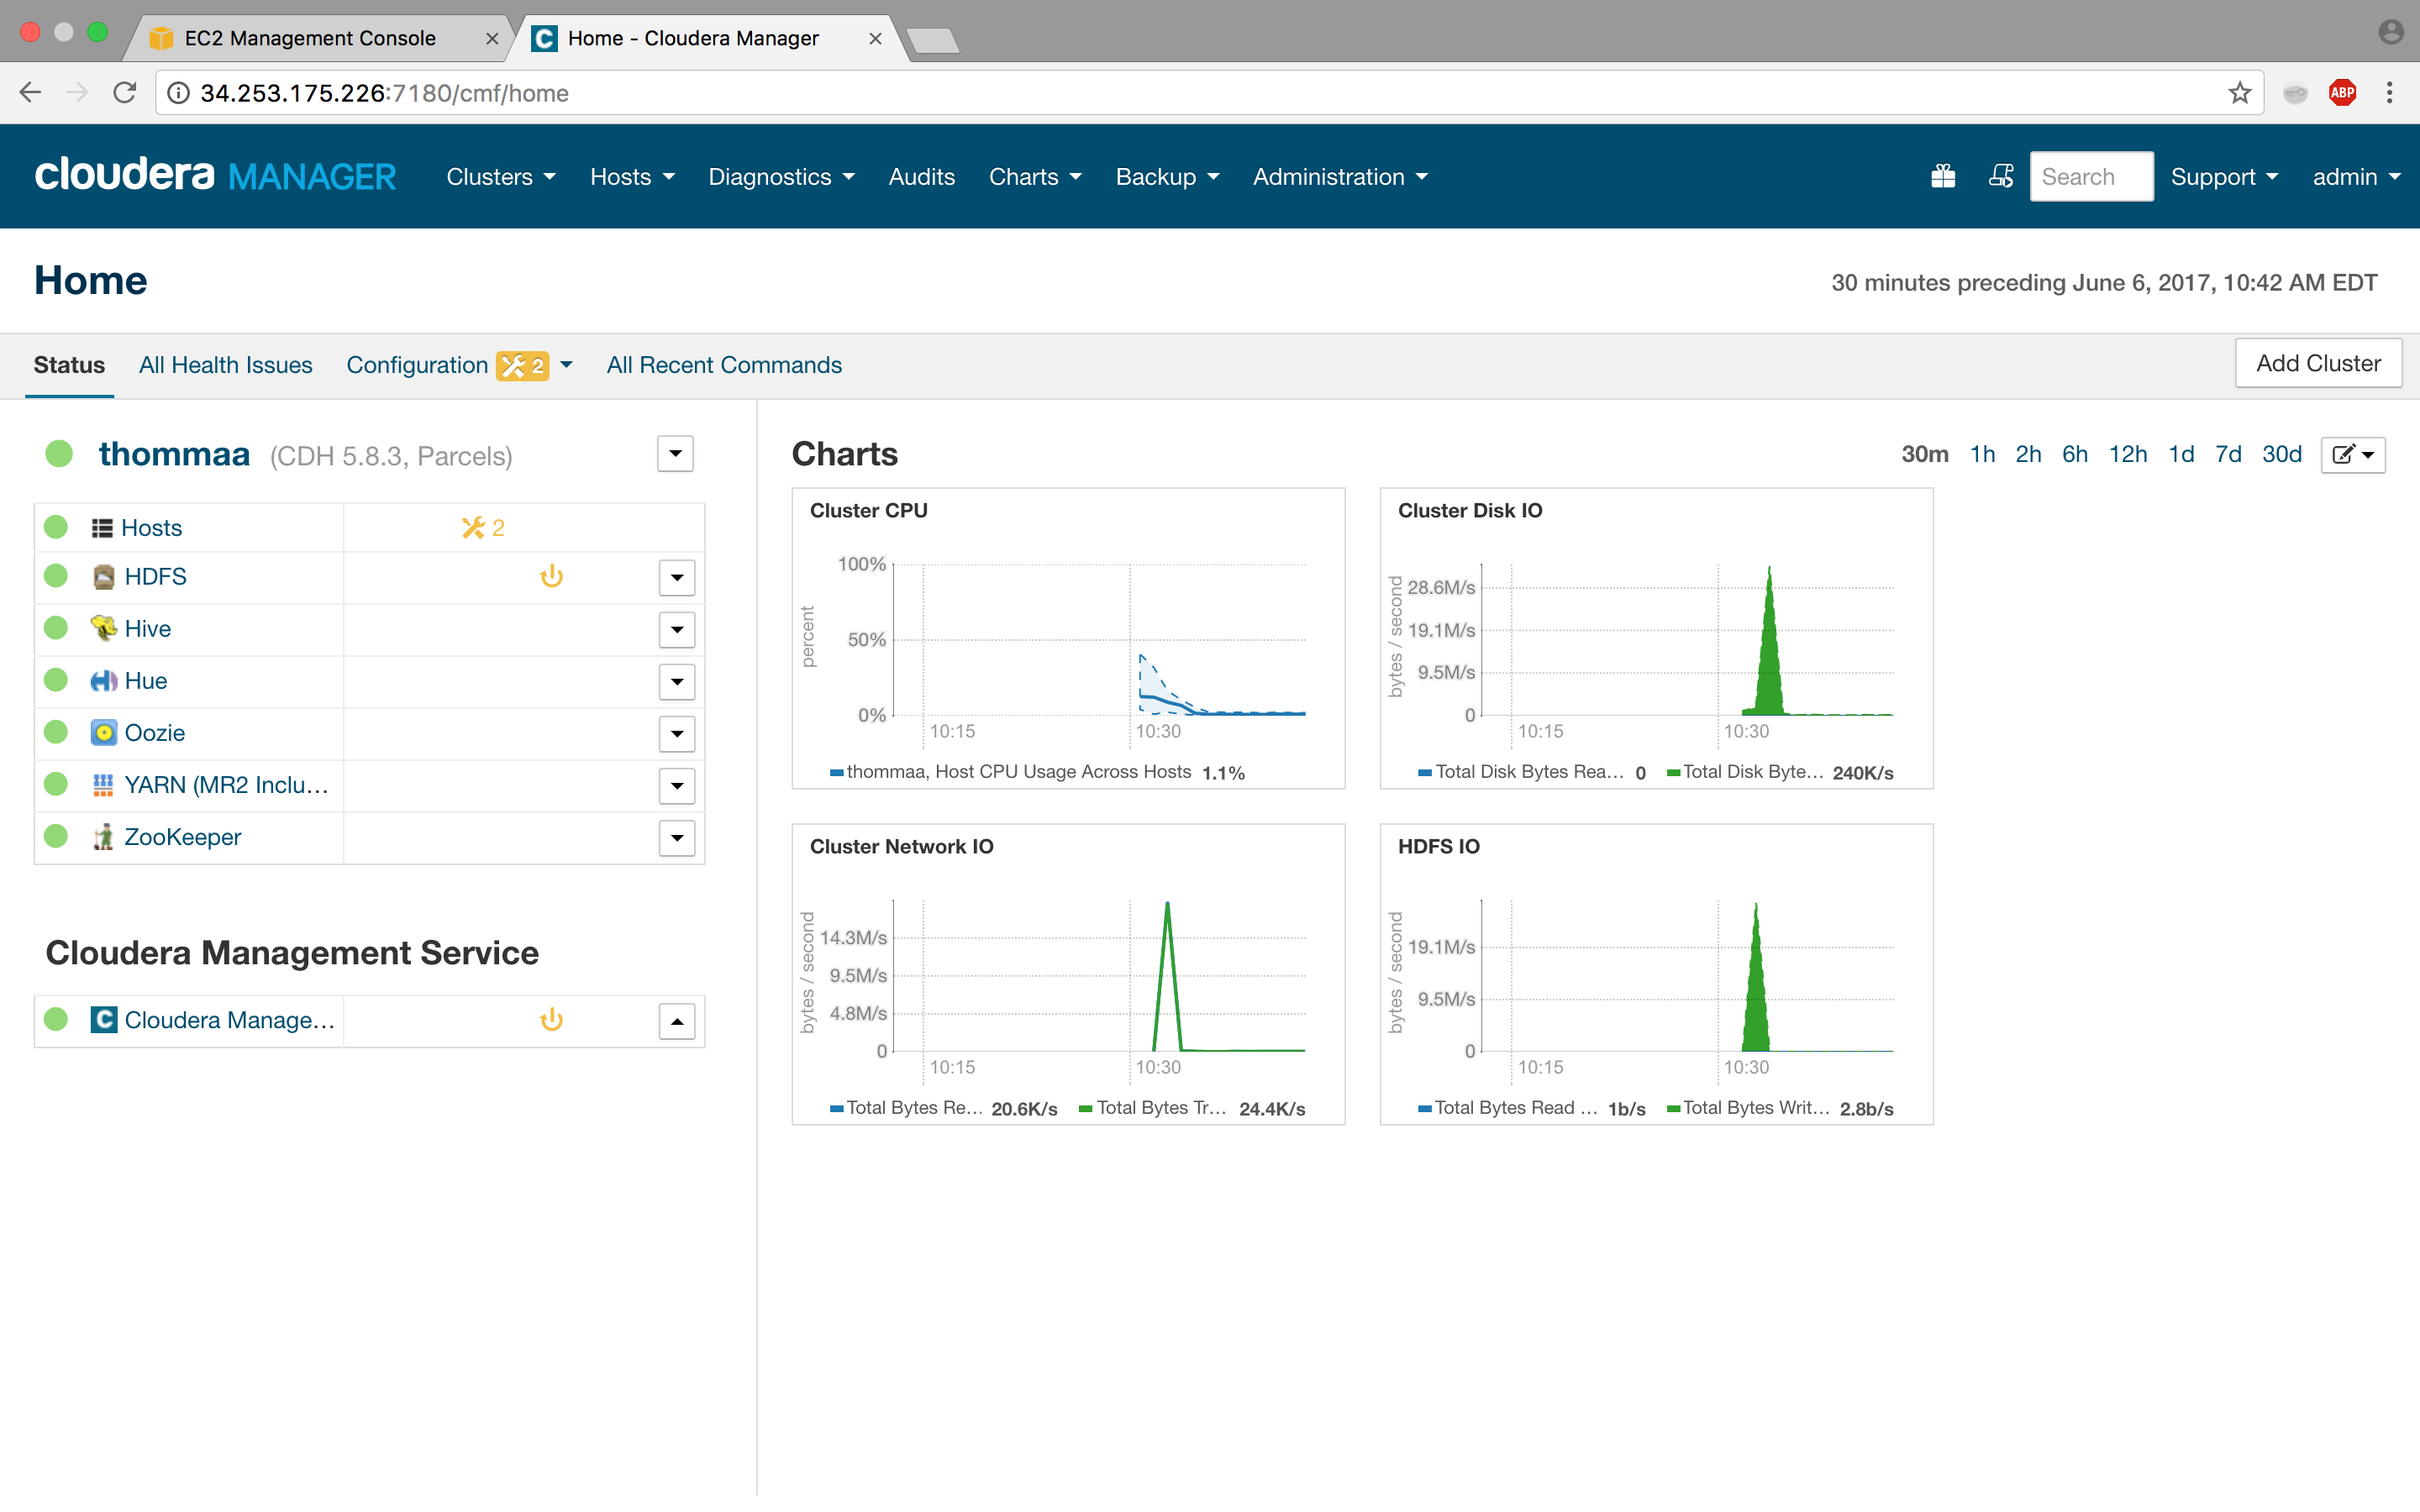 EC2 Management Console
Home - Cloudera Manager
34.253.175.226:7180/cmf/home
ABP
cloudera MANAGER Clusters Hosts Diagnostics Audits Charts Backup Administration Search Support admin
Home
30 minutes preceding June 6, 2017, 10:42 AM EDT
Status All Health Issues Configuration 2 All Recent Commands Add Cluster
thommaa (CDH 5.8.3, Parcels)
Hosts 2
HDFS
Hive
Hue
Oozie
YARN (MR2 Inclu...
ZooKeeper
Cloudera Management Service
C Cloudera Manage...
Charts
30m 1h 2h 6h 12h 1d 7d 30d
Cluster CPU
percent
100%
50%
0%
10:15 10:30
thommaa, Host CPU Usage Across Hosts 1.1%
Cluster Disk IO
bytes / second
28.6M/s
19.1M/s
9.5M/s
0
10:15 10:30
Total Disk Bytes Rea... 0 Total Disk Byte... 240K/s
Cluster Network IO
bytes / second
14.3M/s
9.5M/s
4.8M/s
0
10:15 10:30
Total Bytes Re... 20.6K/s Total Bytes Tr... 24.4K/s
HDFS IO
bytes / second
19.1M/s
9.5M/s
0
10:15 10:30
Total Bytes Read ... 1b/s Total Bytes Writ... 2.8b/s